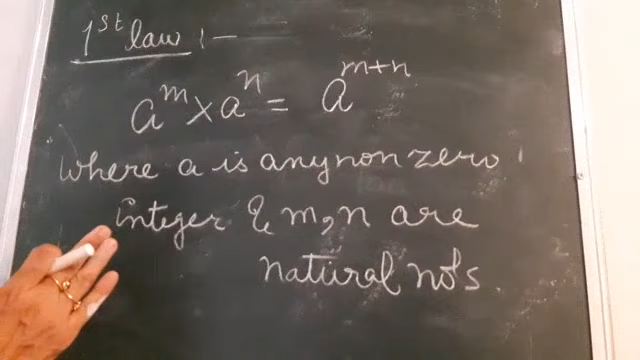 1st law :-
a^m × a^n = a^m+n
where a is any non zero
integer & m, n are
natural no's.